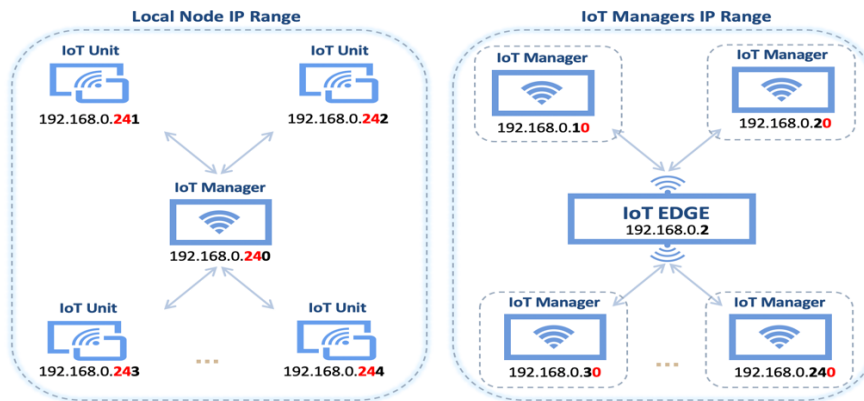 Local Node IP Range
IoT Unit
192.168.0.241
IoT Unit
192.168.0.242
IoT Manager
192.168.0.240
IoT Unit
192.168.0.243
...
IoT Unit
192.168.0.244
IoT Managers IP Range
IoT Manager
192.168.0.10
IoT Manager
192.168.0.20
IoT EDGE
192.168.0.2
IoT Manager
192.168.0.30
...
IoT Manager
192.168.0.240